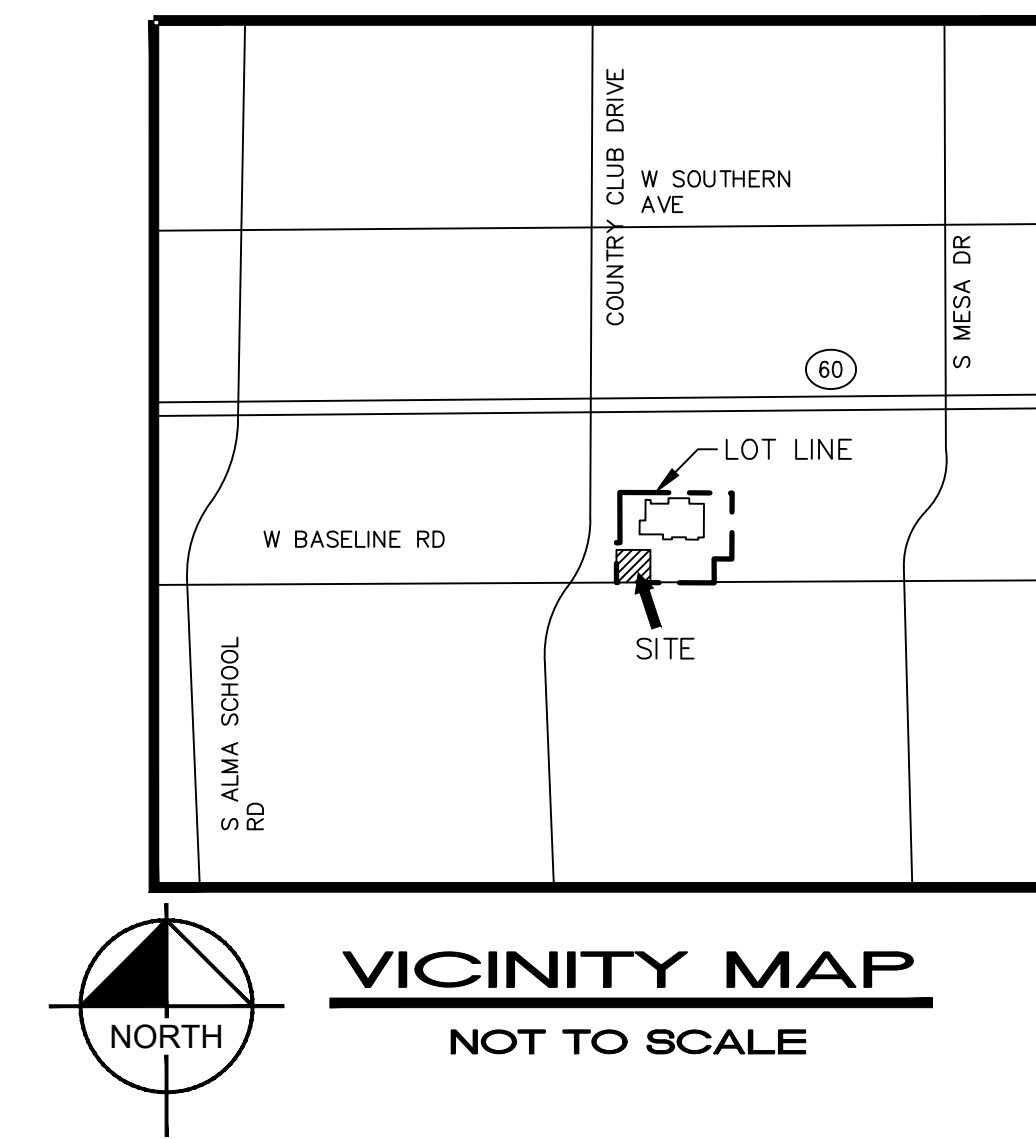 COUNTRY CLUB DRIVE
W SOUTHERN
AVE
S MESA DR
60
LOT LINE
W BASELINE RD
SITE
S ALMA SCHOOL
RD
VICINITY MAP
NORTH
NOT TO SCALE